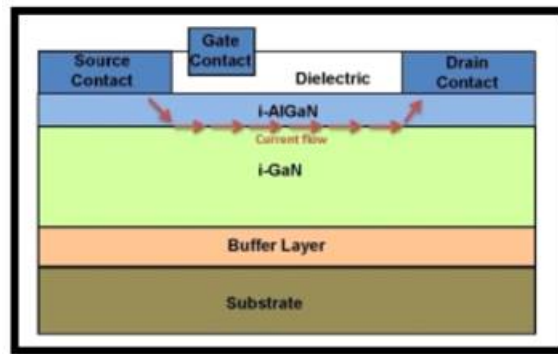 Source
Contact
Gate
Contact
Dielectric
Drain
Contact
i-AlGaN
Current flow
i-GaN
Buffer Layer
Substrate